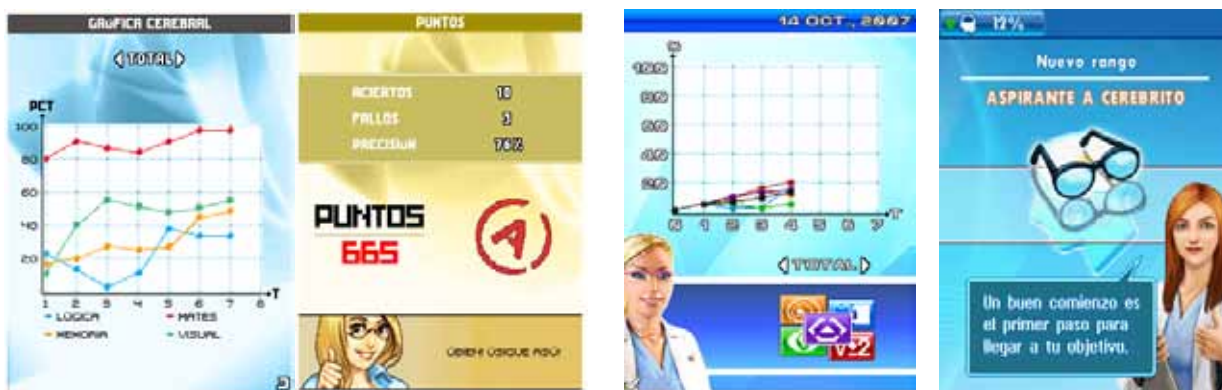 GRÁFICA CEREBRAL
TOTAL
PCT
100
80
60
40
20
1 2 3 4 5 6 7 8
T
LÓGICA
MATES
MEMORIA
VISUAL
PUNTOS
ACIERTOS 10
FALLOS 3
PRECISIÓN 76%
PUNTOS
665
A
¡BIEN! ¡SIGUE ASÍ!
14 OCT., 2007
100
80
60
40
20
0 1 2 3 4 5 6 7
T
TOTAL
12%
Nuevo rango
ASPIRANTE A CEREBRITO
Un buen comienzo es
el primer paso para
llegar a tu objetivo.